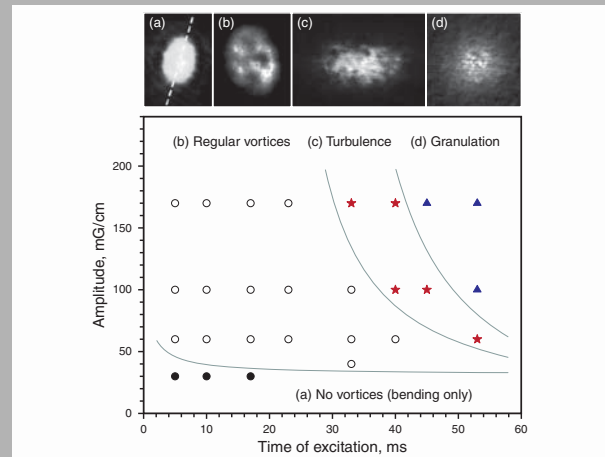 (a)
(b)
(c)
(d)
(b) Regular vortices
(c) Turbulence
(d) Granulation
200
150
100
50
0
Amplitude, mG/cm
(a) No vortices (bending only)
0
10
20
30
40
50
60
Time of excitation, ms